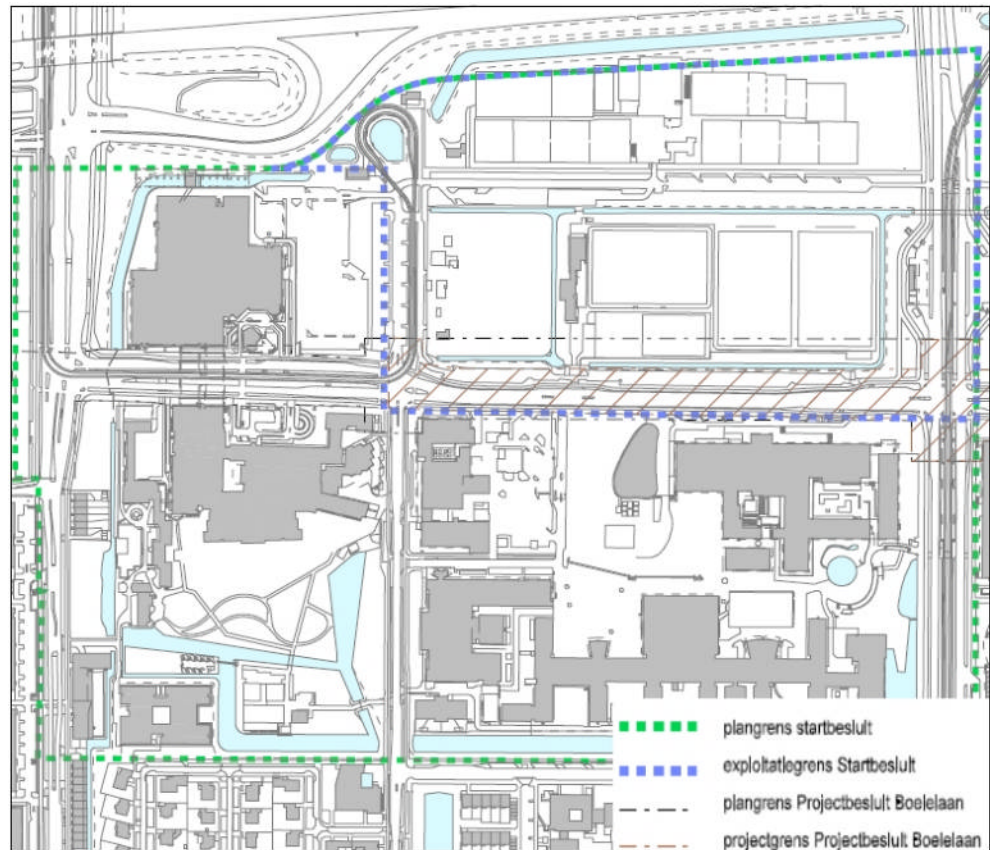 plangrens startbesluit
exploitatiegrens Startbesluit
plangrens Projectbesluit Boelelaan
projectgrens Projectbesluit Boelelaan